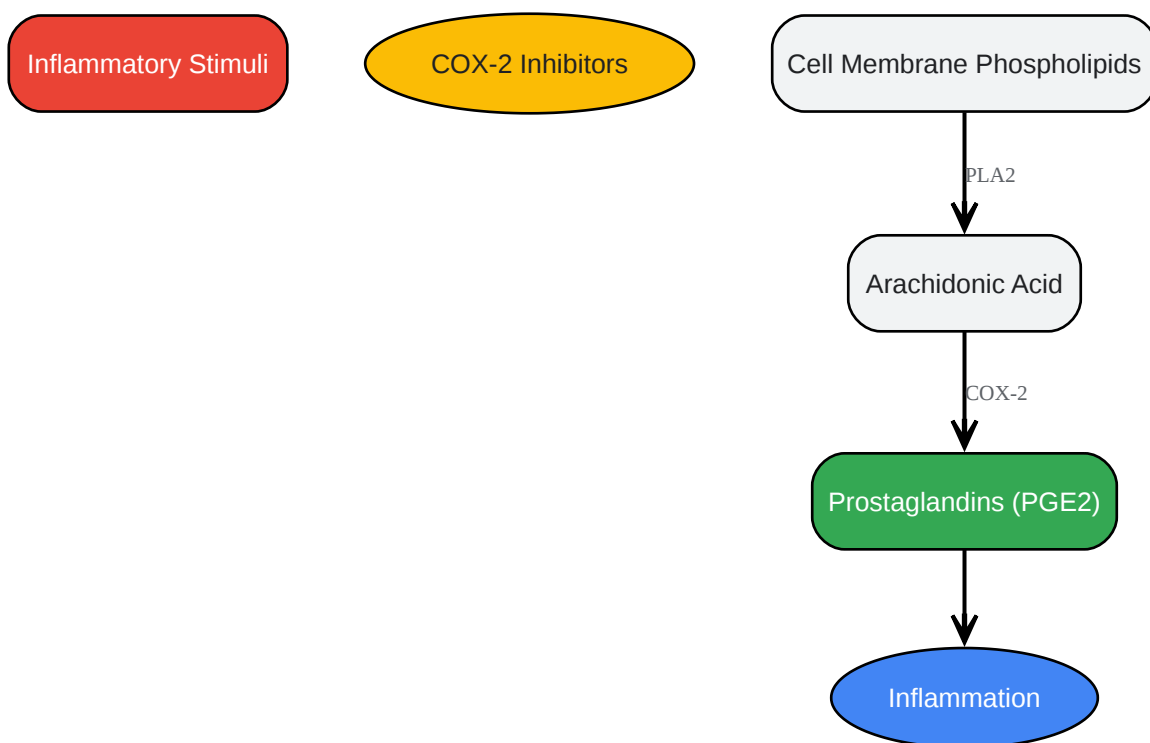 Inflammatory Stimuli
COX-2 Inhibitors
Cell Membrane Phospholipids
PLA2
Arachidonic Acid
COX-2
Prostaglandins (PGE2)
Inflammation